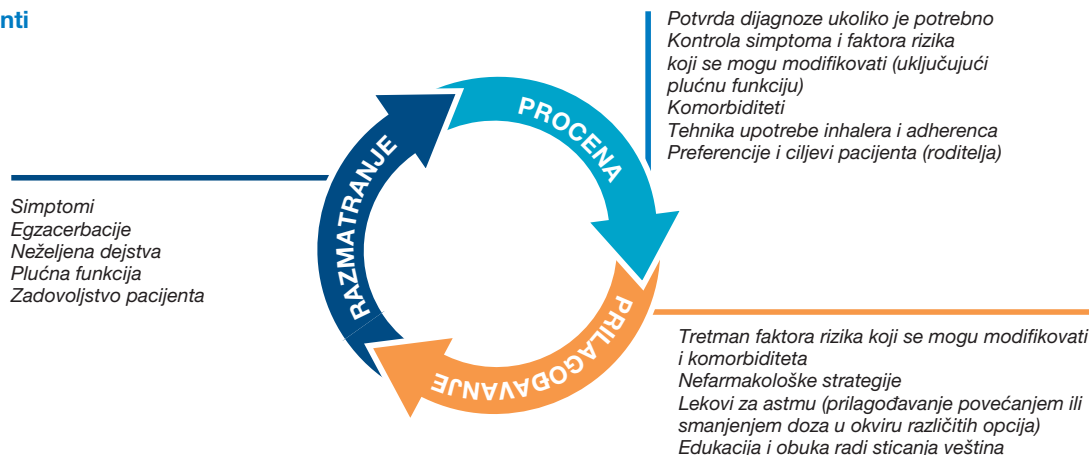 nti
Potvrda dijagnoze ukoliko je potrebno
Kontrola simptoma i faktora rizika
koji se mogu modifikovati (uključujući
plućnu funkciju)
Komorbiditeti
Tehnika upotrebe inhalera i adherenca
Preferencije i ciljevi pacijenta (roditelja)
PROCENA
RAZMATRANJE
Simptomi
Egzacerbacije
Neželjena dejstva
Plućna funkcija
Zadovoljstvo pacijenta
PRILAGOĐAVANJE
Tretman faktora rizika koji se mogu modifikovati
i komorbiditeta
Nefarmakološke strategije
Lekovi za astmu (prilagođavanje povećanjem ili
smanjenjem doza u okviru različitih opcija)
Edukacija i obuka radi sticanja veština